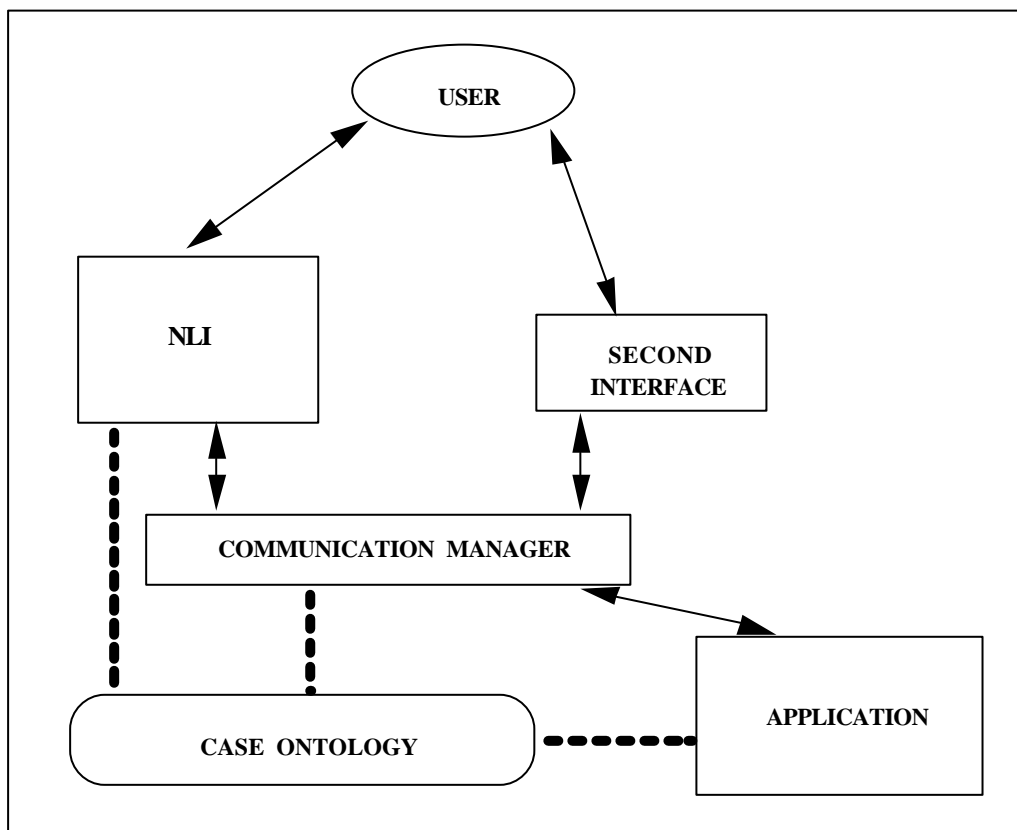 USER
NLI
SECOND
INTERFACE
COMMUNICATION MANAGER
APPLICATION
CASE ONTOLOGY